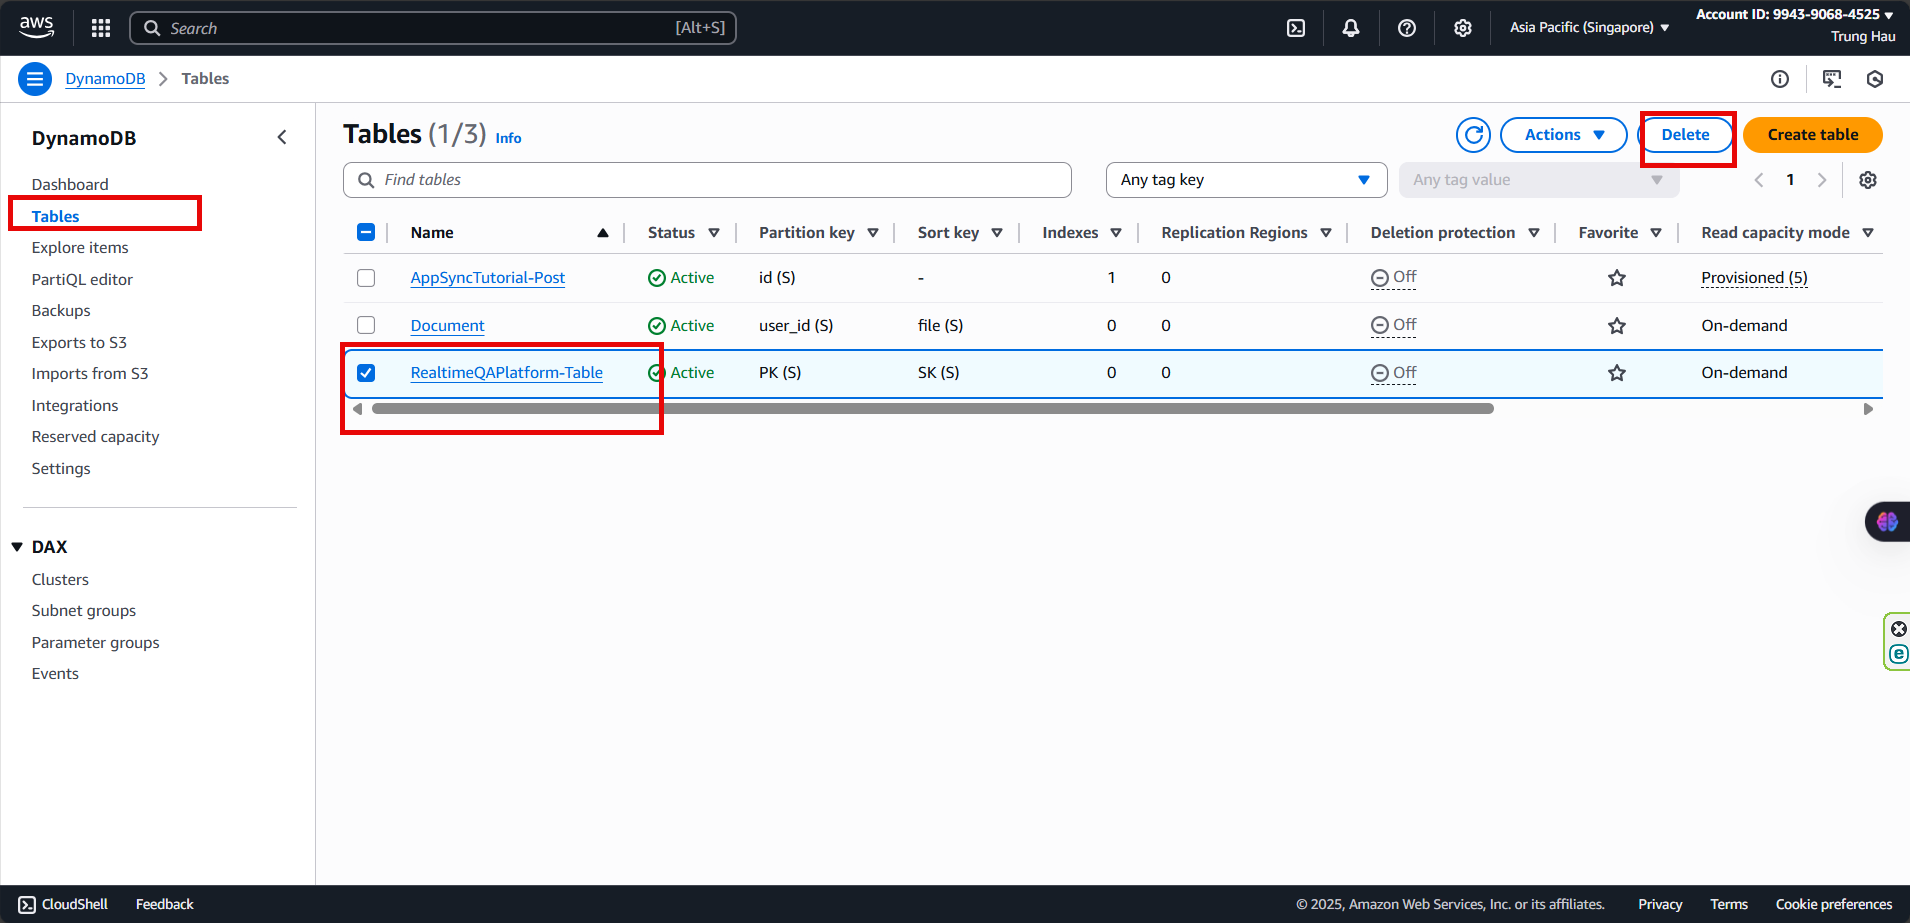 aws
Search [Alt+S]
Asia Pacific (Singapore)
Account ID: 9943-9068-4525
Trung Hau
DynamoDB > Tables
DynamoDB
Dashboard
Tables
Explore items
PartiQL editor
Backups
Exports to S3
Imports from S3
Integrations
Reserved capacity
Settings
DAX
Clusters
Subnet groups
Parameter groups
Events
Tables (1/3) Info
Actions
Delete
Create table
Find tables
Any tag key
Any tag value
1
Name Status Partition key Sort key Indexes Replication Regions Deletion protection Favorite Read capacity mode
AppSyncTutorial-Post Active id (S) - 1 0 Off Provisioned (5)
Document Active user_id (S) file (S) 0 0 Off On-demand
RealtimeQAPlatform-Table Active PK (S) SK (S) 0 0 Off On-demand
CloudShell Feedback
© 2025, Amazon Web Services, Inc. or its affiliates. Privacy Terms Cookie preferences